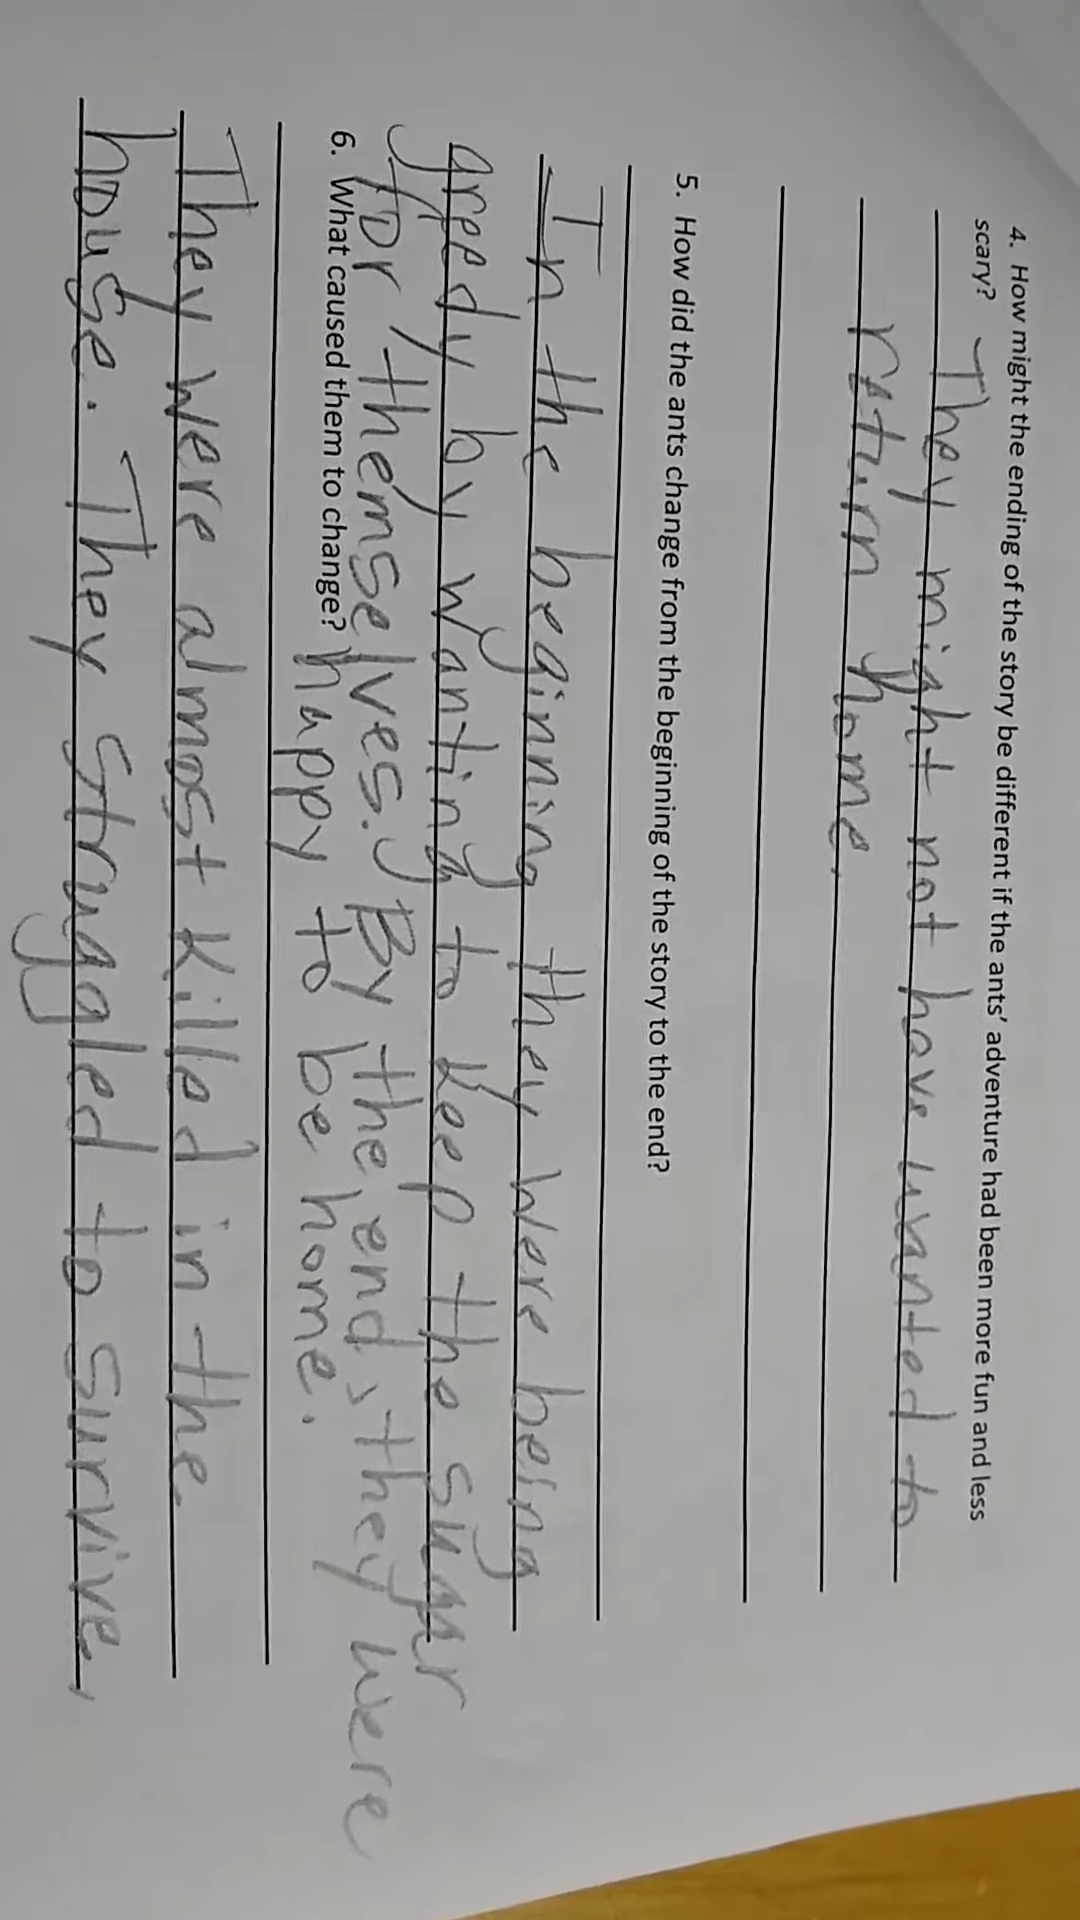 4. How might the ending of the story be different if the ants' adventure had been more fun and less
scary?
They might not have wanted to
return home.
5. How did the ants change from the beginning of the story to the end?
In the beginning they were being
greedy by wanting to keep the sugar
for themselves. By the end, they were
happy to be home.
6. What caused them to change?
They were almost killed in the
house. They struggled to survive.